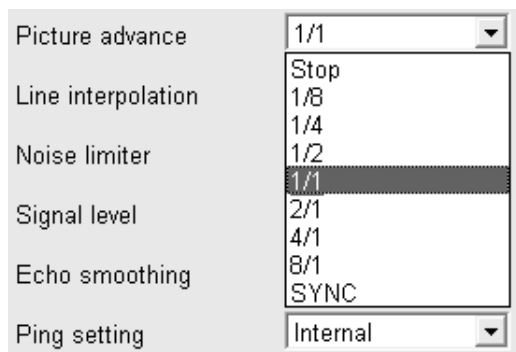 Picture advance 1/1
Stop
Line interpolation 1/8
1/4
Noise limiter 1/2
1/1
Signal level 2/1
4/1
Echo smoothing 8/1
SYNC
Ping setting Internal